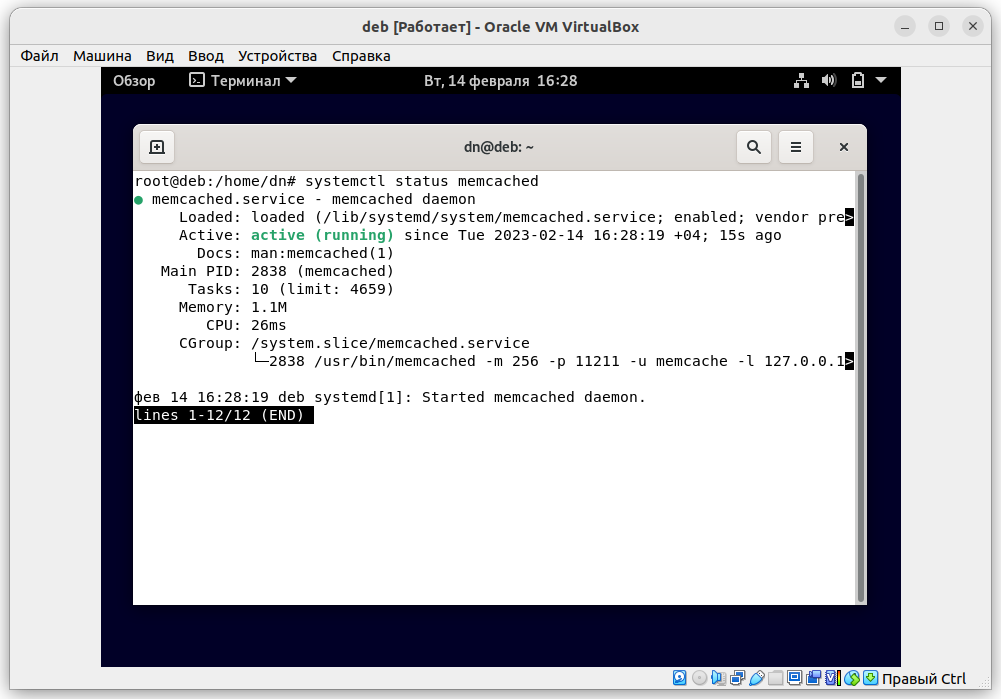 deb [Работает] - Oracle VM VirtualBox
Файл Машина Вид Ввод Устройства Справка
Обзор Терминал Вт, 14 февраля 16:28
dn@deb: ~
root@deb:/home/dn# systemctl status memcached
● memcached.service - memcached daemon
Loaded: loaded (/lib/systemd/system/memcached.service; enabled; vendor pre>
Active: active (running) since Tue 2023-02-14 16:28:19 +04; 15s ago
Docs: man:memcached(1)
Main PID: 2838 (memcached)
Tasks: 10 (limit: 4659)
Memory: 1.1M
CPU: 26ms
CGroup: /system.slice/memcached.service
└─2838 /usr/bin/memcached -m 256 -p 11211 -u memcache -l 127.0.0.1>
фев 14 16:28:19 deb systemd[1]: Started memcached daemon.
lines 1-12/12 (END)
Правый Ctrl